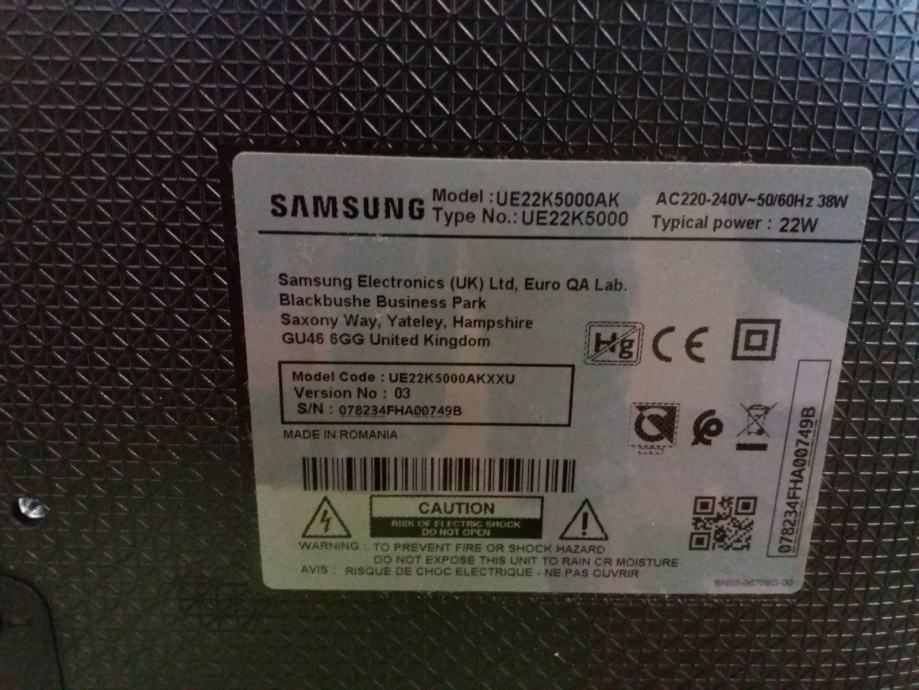 SAMSUNG
Model : UE22K5000AK
Type No.: UE22K5000
AC220-240V~50/60Hz 38W
Typical power : 22W
Samsung Electronics (UK) Ltd, Euro QA Lab.
Blackbushe Business Park
Saxony Way, Yateley, Hampshire
GU46 6GG United Kingdom
Hg
CE
Model Code : UE22K5000AKXXU
Version No : 03
S/N : 078234FHA00749B
MADE IN ROMANIA
078234FHA00749B
CAUTION
RISK OF ELECTRIC SHOCK
DO NOT OPEN
WARNING : TO PREVENT FIRE OR SHOCK HAZARD
DO NOT EXPOSE THIS UNIT TO RAIN OR MOISTURE
AVIS : RISQUE DE CHOC ELECTRIQUE - NE PAS OUVRIR